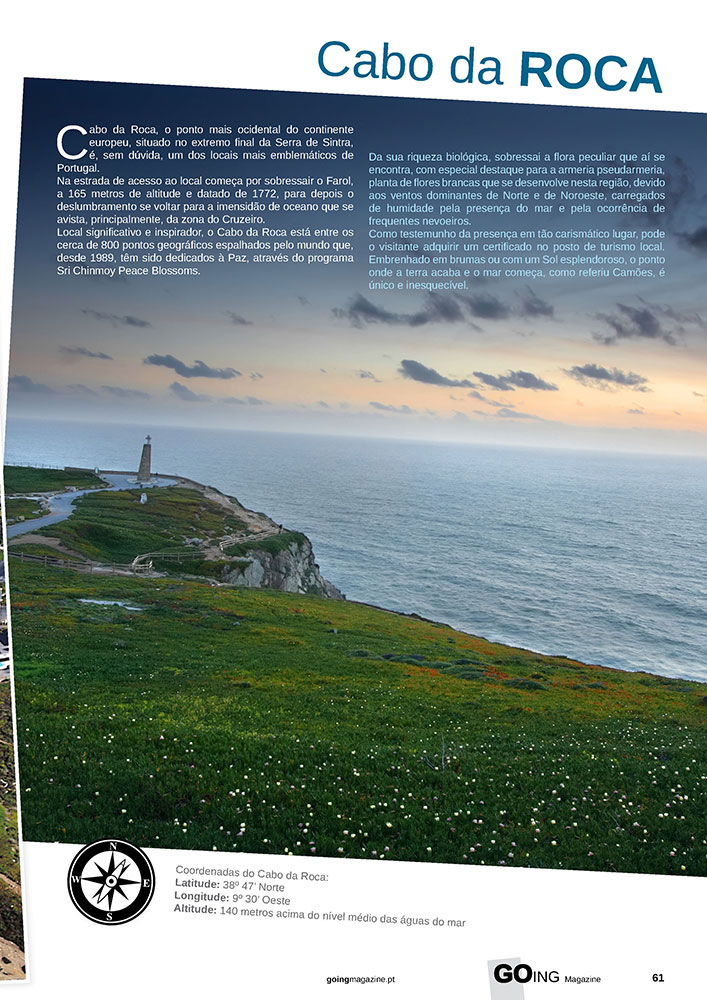 Cabo da ROCA
Cabo da Roca, o ponto mais ocidental do continente
europeu, situado no extremo final da Serra de Sintra,
é, sem dúvida, um dos locais mais emblemáticos de
Portugal.
Na estrada de acesso ao local começa por sobressair o Farol,
a 165 metros de altitude e datado de 1772, para depois o
deslumbramento se voltar para a imensidão de oceano que se
avista, principalmente, da zona do Cruzeiro.
Local significativo e inspirador, o Cabo da Roca está entre os
cerca de 800 pontos geográficos espalhados pelo mundo que,
desde 1989, têm sido dedicados à Paz, através do programa
Sri Chinmoy Peace Blossoms.
Da sua riqueza biológica, sobressai a flora peculiar que aí se
encontra, com especial destaque para a armeria pseudarmeria,
planta de flores brancas que se desenvolve nesta região, devido
aos ventos dominantes de Norte e de Noroeste, carregados
de humidade pela presença do mar e pela ocorrência de
frequentes nevoeiros.
Como testemunho da presença em tão carismático lugar, pode
o visitante adquirir um certificado no posto de turismo local.
Embrenhado em brumas ou com um Sol esplendoroso, o ponto
onde a terra acaba e o mar começa, como referiu Camões, é
único e inesquecível.
N
W E
S
Coordenadas do Cabo da Roca:
Latitude: 38º 47' Norte
Longitude: 9º 30' Oeste
Altitude: 140 metros acima do nível médio das águas do mar
goingmagazine.pt
GOING Magazine
61